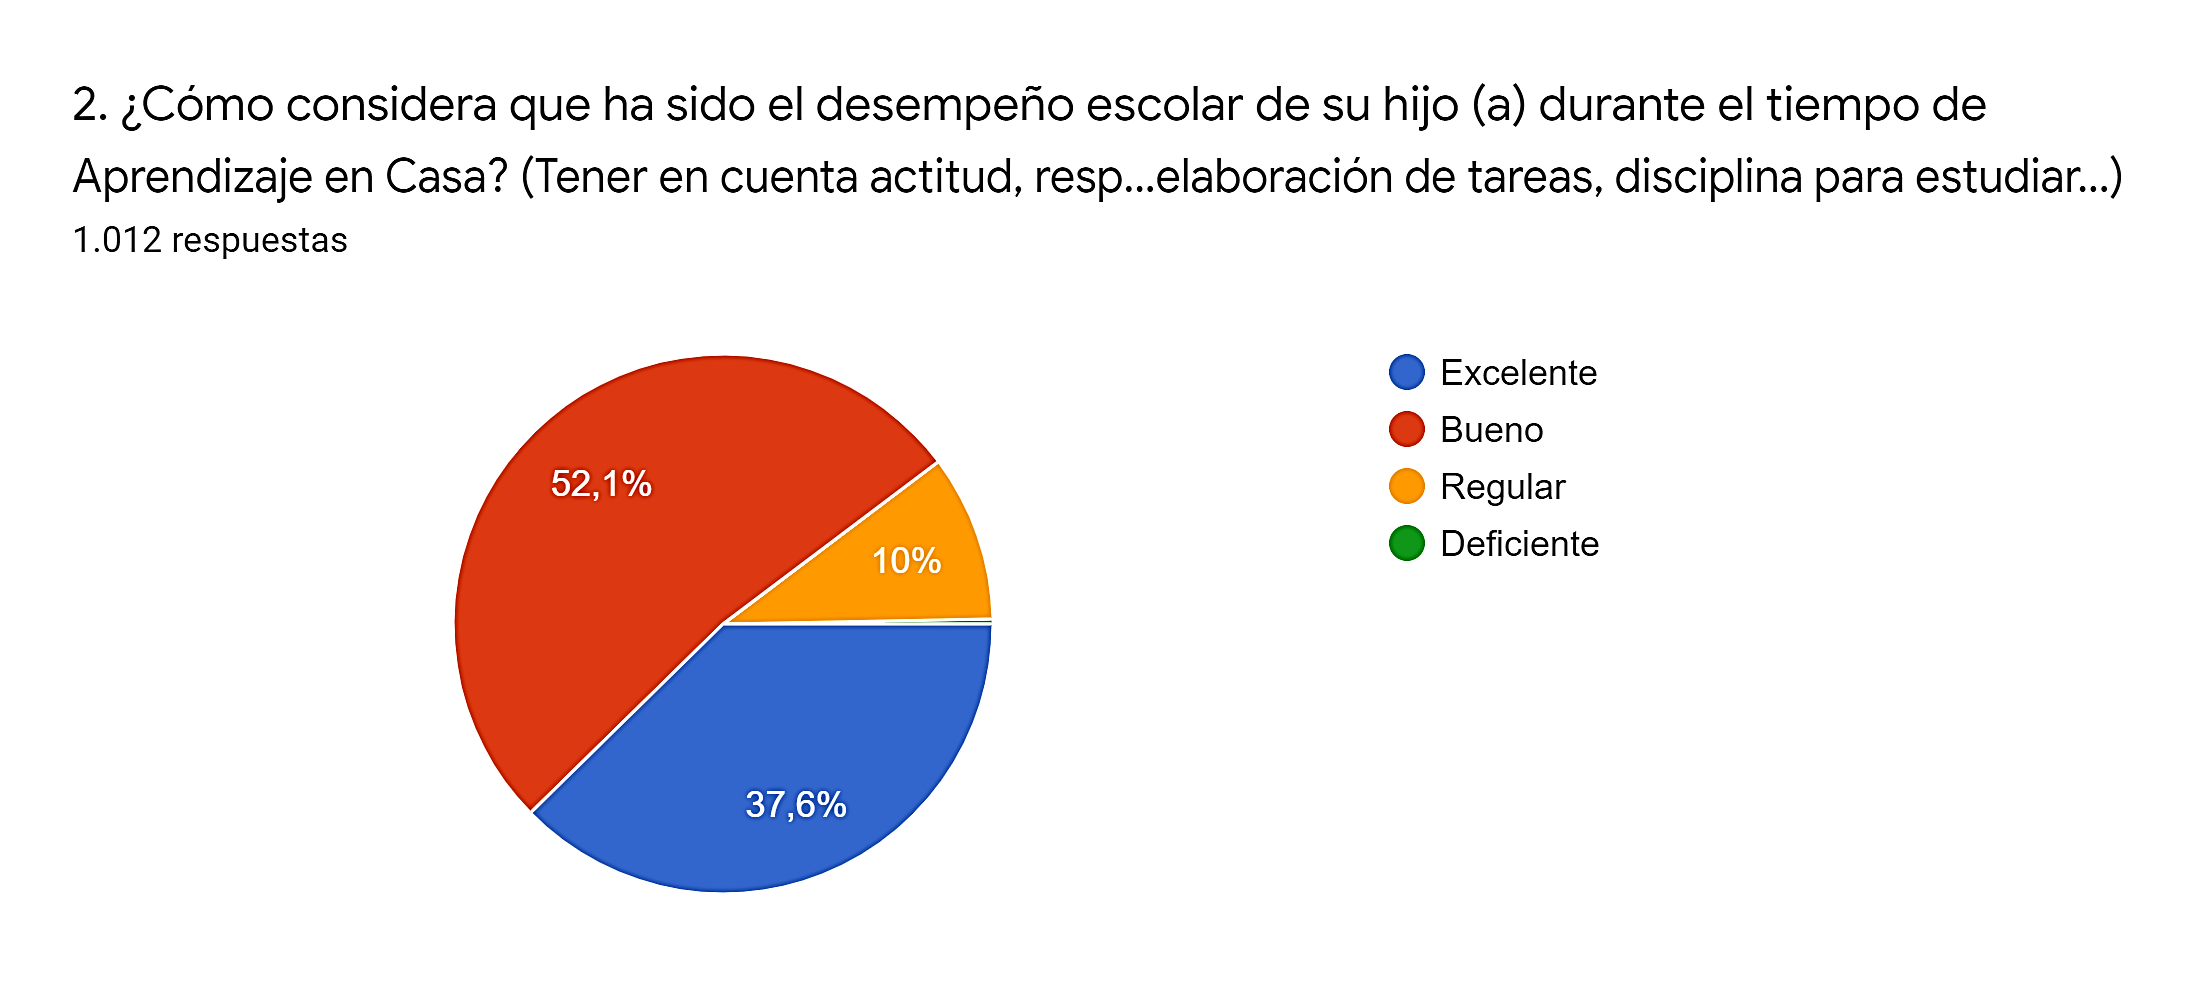 2. ¿Cómo considera que ha sido el desempeño escolar de su hijo (a) durante el tiempo de
Aprendizaje en Casa? (Tener en cuenta actitud, resp...elaboración de tareas, disciplina para estudiar...)
1.012 respuestas
Excelente
Bueno
Regular
Deficiente
52,1%
10%
37,6%